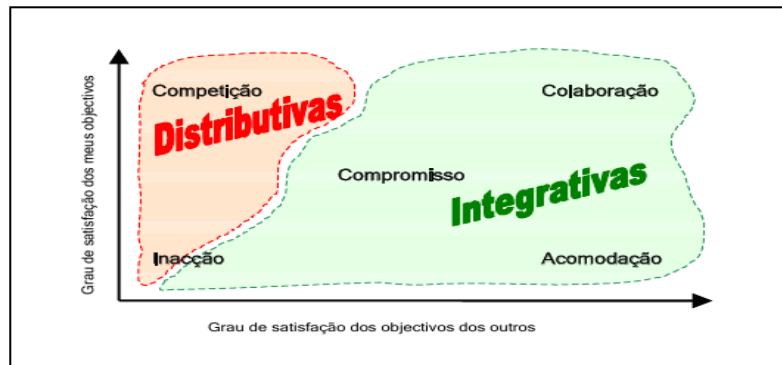 Grau de satisfação dos meus objectivos
Competição
Colaboração
Distributivas
Compromisso
Integrativas
Inacção
Acomodação
Grau de satisfação dos objectivos dos outros